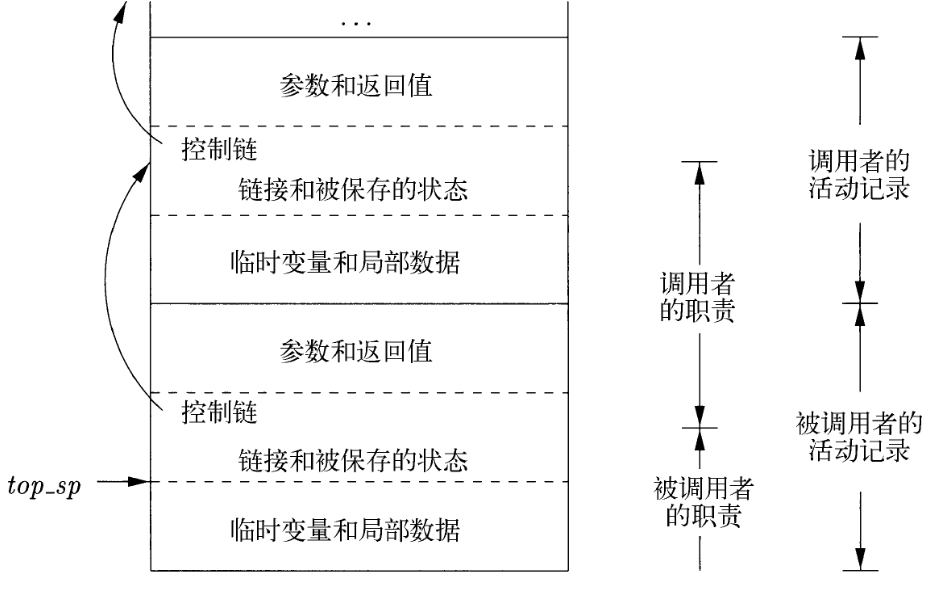 ...
参数和返回值
控制链
链接和被保存的状态
临时变量和局部数据
参数和返回值
控制链
链接和被保存的状态
top_sp
临时变量和局部数据
调用者
的职责
被调用者
的职责
调用者的
活动记录
被调用者的
活动记录